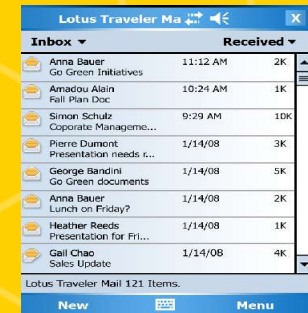 Lotus Traveler Ma X
Inbox Received
Anna Bauer 11:12 AM 2K
Go Green Initiatives
Amadou Alain 10:24 AM 1K
Fall Plan Doc
Simon Schulz 9:29 AM 10K
Coporate Manageme...
Pierre Dumont 1/14/08 3K
Presentation needs r...
George Bandini 1/14/08 5K
Go Green documents
Anna Bauer 1/14/08 2K
Lunch on Friday?
Heather Reeds 1/14/08 1K
Presentation for Fri...
Gail Chao 1/14/08 4K
Sales Update
Lotus Traveler Mail 121 Items.
New Menu